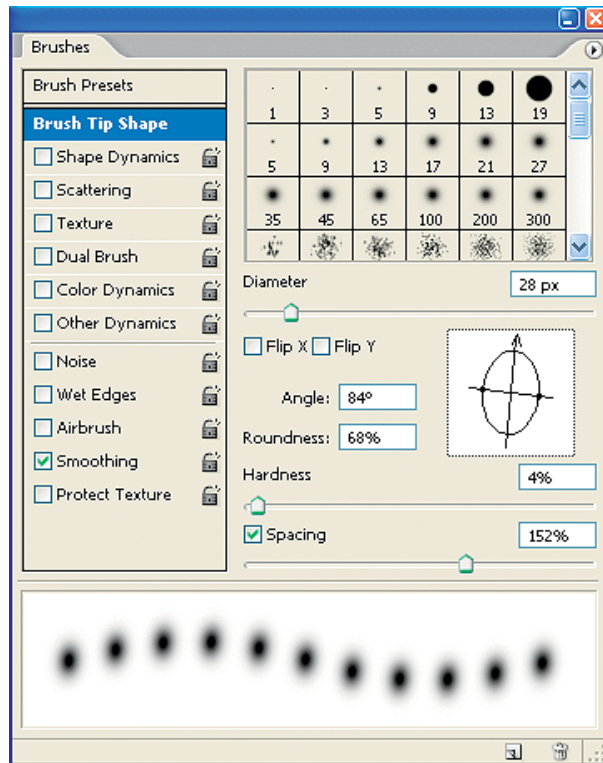 Brushes
Brush Presets
Brush Tip Shape
Shape Dynamics
Scattering
Texture
Dual Brush
Color Dynamics
Other Dynamics
Noise
Wet Edges
Airbrush
Smoothing
Protect Texture
1 3 5 9 13 19
5 9 13 17 21 27
35 45 65 100 200 300
Diameter 28 px
Flip X Flip Y
Angle: 84º
Roundness: 68%
Hardness 4%
Spacing 152%